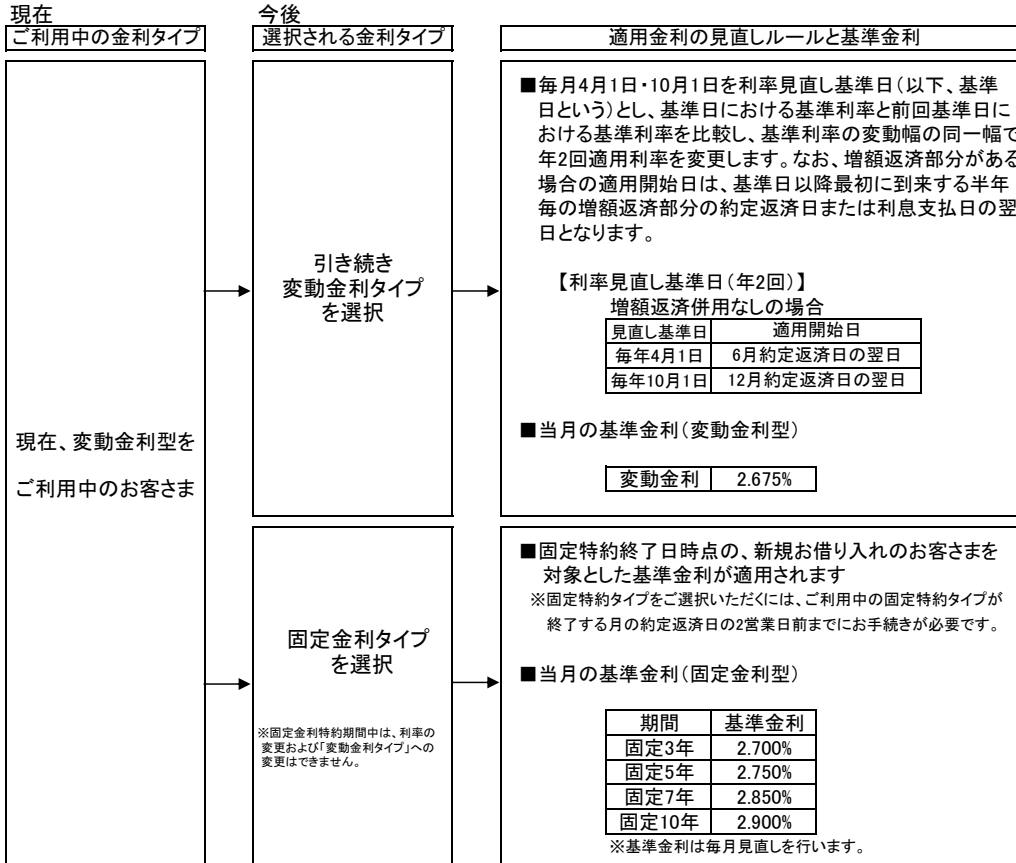 現在
今後
ご利用中の金利タイプ
選択される金利タイプ
適用金利の見直しルールと基準金利
現在、変動金利型を
ご利用中のお客さま
引き続き
変動金利タイプ
を選択
■毎月4月1日・10月1日を利率見直し基準日(以下、基準
日という)とし、基準日における基準利率と前回基準日に
おける基準利率を比較し、基準利率の変動幅の同一幅で
年2回適用利率を変更します。なお、増額返済部分がある
場合の適用開始日は、基準日以降最初に到来する半年
毎の増額返済部分の約定返済日または利息支払日の翌
日となります。
【利率見直し基準日(年2回)】
増額返済併用なしの場合
見直し基準日 適用開始日
毎年4月1日 6月約定返済日の翌日
毎年10月1日 12月約定返済日の翌日
■当月の基準金利(変動金利型)
変動金利 2.675%
固定金利タイプ
を選択
※固定金利特約期間中は、利率の
変更および「変動金利タイプ」への
変更はできません。
■固定特約終了日時点の、新規お借り入れのお客さまを
対象とした基準金利が適用されます
※固定特約タイプをご選択いただくには、ご利用中の固定特約タイプが
終了する月の約定返済日の2営業日前までにお手続きが必要です。
■当月の基準金利(固定金利型)
期間 基準金利
固定3年 2.700%
固定5年 2.750%
固定7年 2.850%
固定10年 2.900%
※基準金利は毎月見直しを行います。